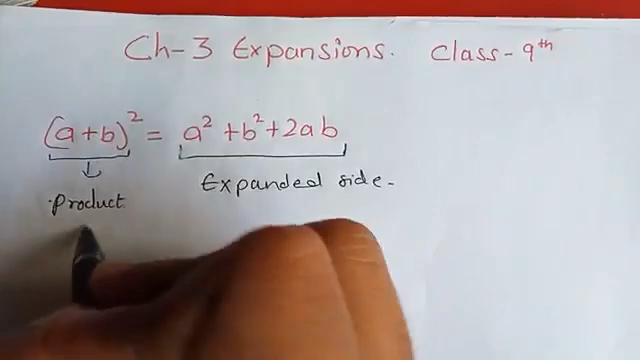 Ch-3 Expansions. Class-9th
(a+b)² = a² + b² + 2ab
Expanded side.
Product